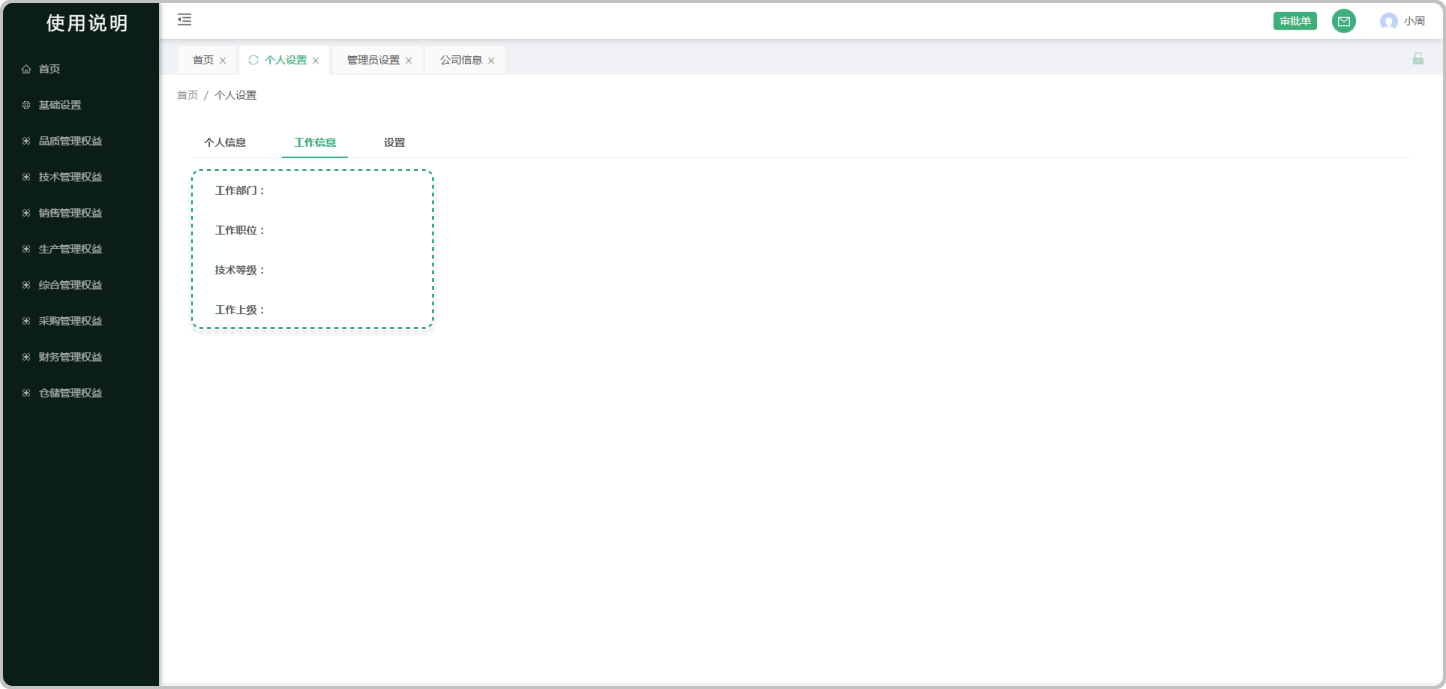 使用说明
首页
基础设置
品质管理权益
技术管理权益
销售管理权益
生产管理权益
综合管理权益
采购管理权益
财务管理权益
仓储管理权益
审批单
小周
首页
个人设置
管理员设置
公司信息
首页 / 个人设置
个人信息
工作信息
设置
工作部门：
工作职位：
技术等级：
工作上级：